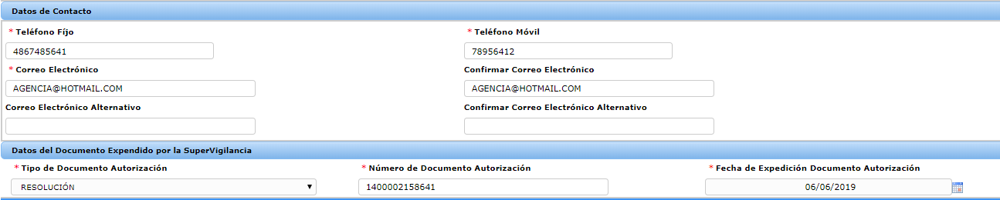 Datos de Contacto
* Teléfono Fíjo * Teléfono Móvil
4867485641 78956412
* Correo Electrónico Confirmar Correo Electrónico
AGENCIA@HOTMAIL.COM AGENCIA@HOTMAIL.COM
Correo Electrónico Alternativo Confirmar Correo Electrónico Alternativo
Datos del Documento Expendido por la SuperVigilancia
* Tipo de Documento Autorización * Número de Documento Autorización * Fecha de Expedición Documento Autorización
RESOLUCIÓN 1400002158641 06/06/2019